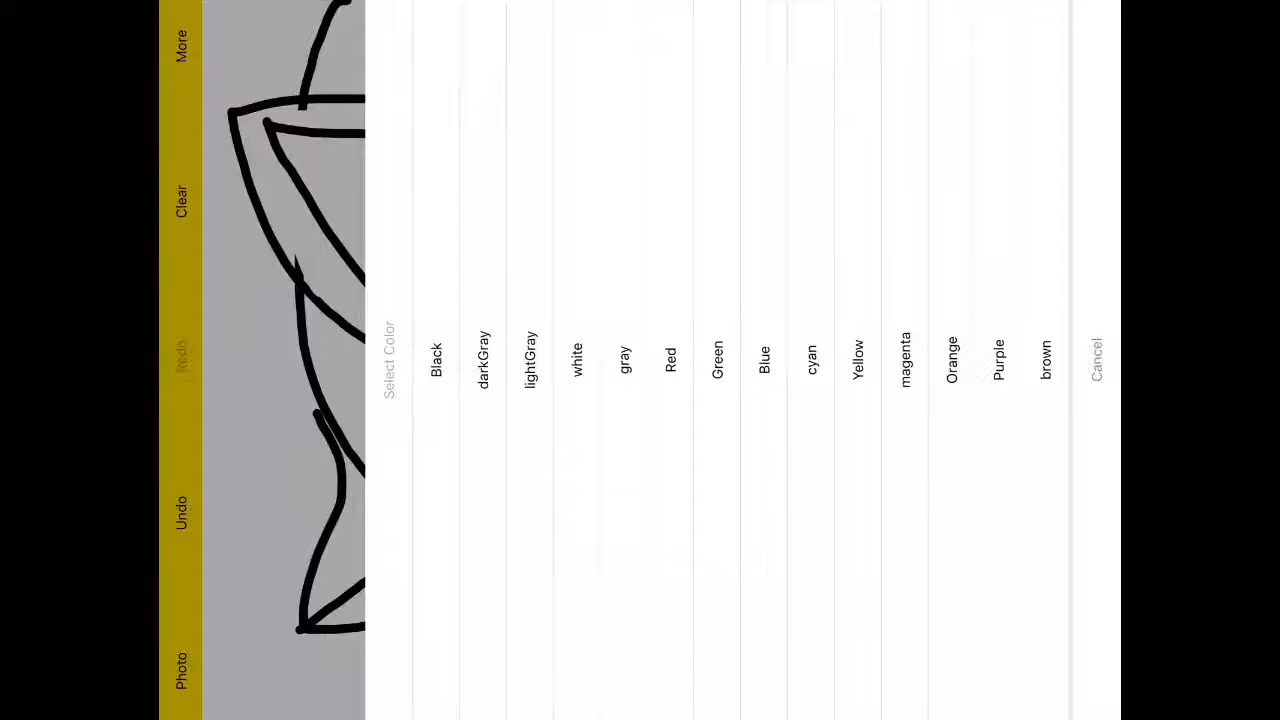 Photo Undo Redo Clear More
Select Color
Black
darkGray
lightGray
white
gray
Red
Green
Blue
cyan
Yellow
magenta
Orange
Purple
brown
Cancel